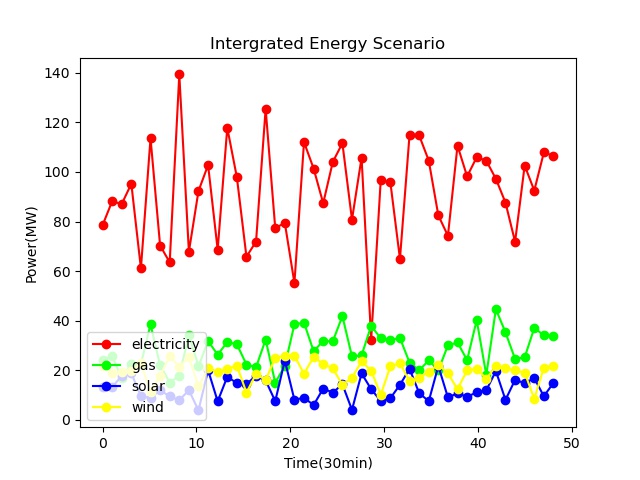 Intergrated Energy Scenario
Power(MW)
140
120
100
80
60
40
20
0
electricity
gas
solar
wind
0 10 20 30 40 50
Time(30min)